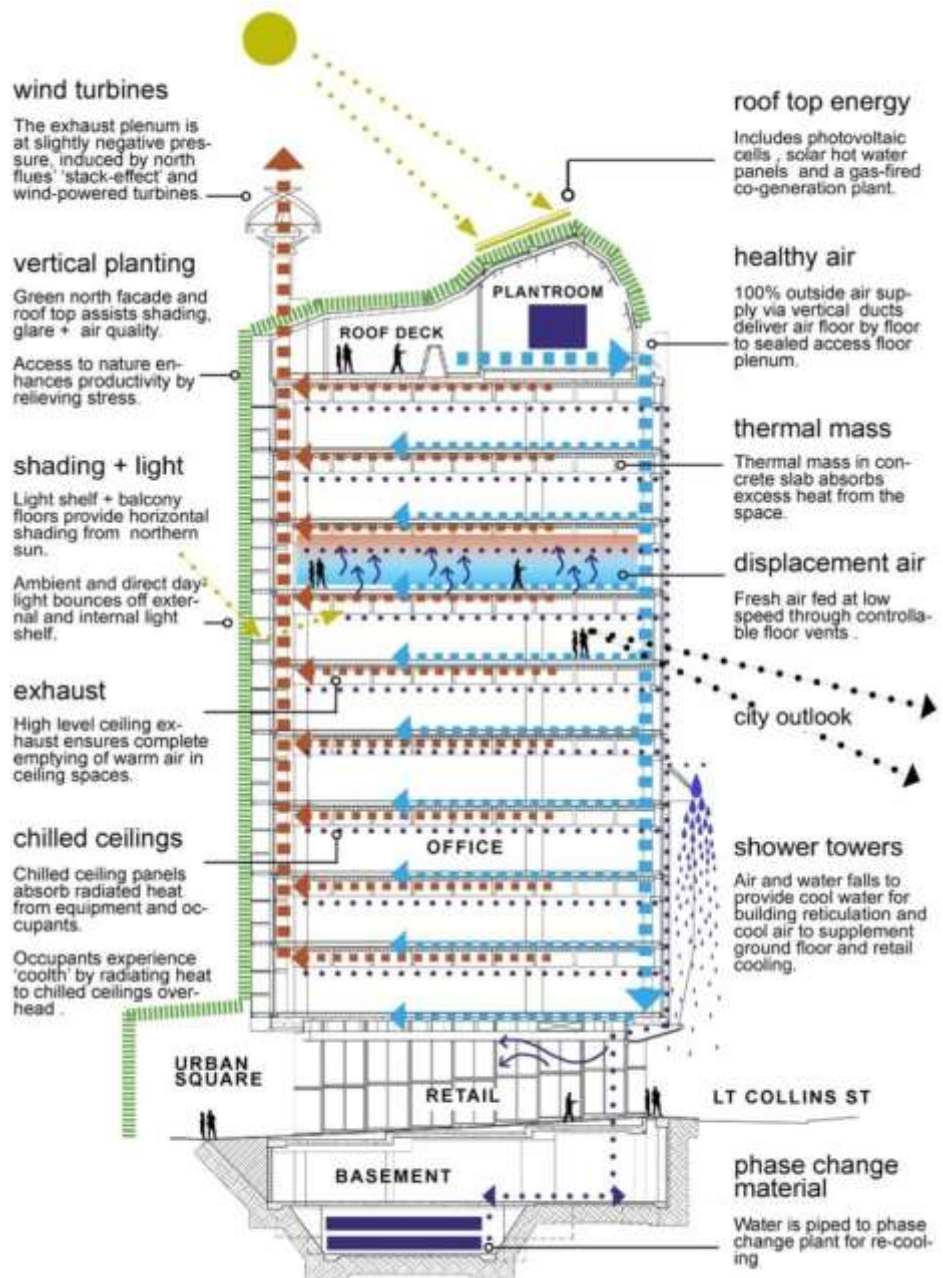 wind turbines
The exhaust plenum is
at slightly negative pres-
sure, induced by north
flues' 'stack-effect' and
wind-powered turbines.
vertical planting
Green north facade and
roof top assists shading,
glare + air quality.
Access to nature en-
hances productivity by
relieving stress.
shading + light
Light shelf + balcony
floors provide horizontal
shading from northern
sun.
Ambient and direct day-
light bounces off exter-
nal and internal light
shelf.
exhaust
High level ceiling ex-
haust ensures complete
emptying of warm air in
ceiling spaces.
chilled ceilings
Chilled ceiling panels
absorb radiated heat
from equipment and oc-
cupants.
Occupants experience
'coolth' by radiating heat
to chilled ceilings over-
head .
PLANTROOM
ROOF DECK
OFFICE
URBAN
SQUARE
RETAIL
LT COLLINS ST
BASEMENT
roof top energy
Includes photovoltaic
cells , solar hot water
panels and a gas-fired
co-generation plant.
healthy air
100% outside air sup-
ply via vertical ducts
deliver air floor by floor
to sealed access floor
plenum.
thermal mass
Thermal mass in con-
crete slab absorbs
excess heat from the
space.
displacement air
Fresh air fed at low
speed through controlla-
ble floor vents .
city outlook
shower towers
Air and water falls to
provide cool water for
building reticulation and
cool air to supplement
ground floor and retail
cooling.
phase change
material
Water is piped to phase
change plant for re-cool-
ing